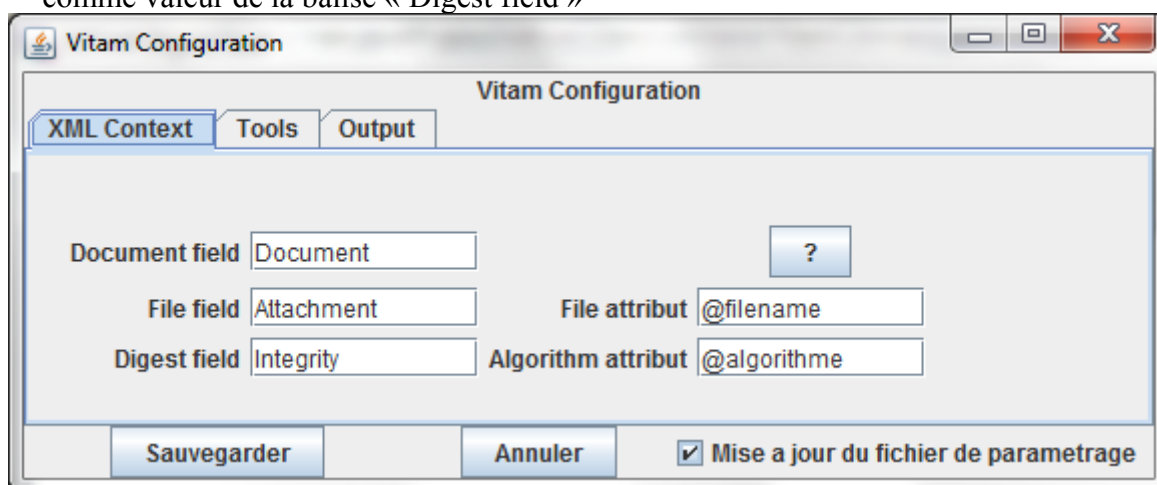 comme valeur de la balise « Digest field »
Vitam Configuration
Vitam Configuration
XML Context Tools Output
Document field Document ?
File field Attachment File attribut @filename
Digest field Integrity Algorithm attribut @algorithme
Sauvegarder Annuler Mise a jour du fichier de parametrage